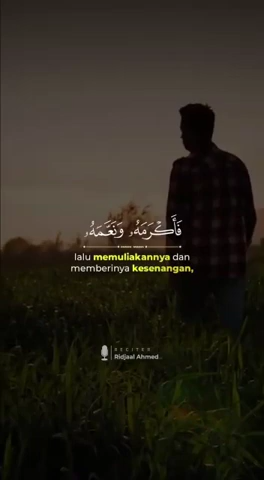 فَأَكْرَمَهُۥ وَنَعَّمَهُۥ
lalu memuliakannya dan
memberinya kesenangan,
RECITER
Ridjaal Ahmed